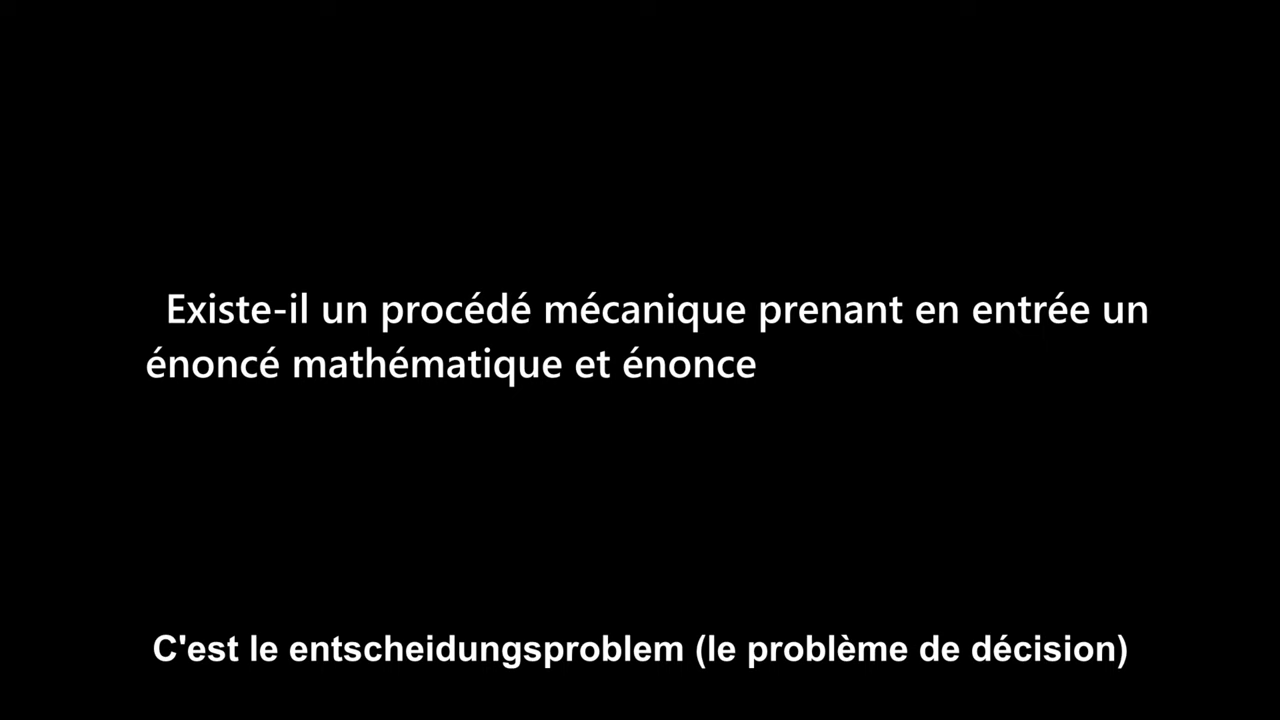 Existe-il un procédé mécanique prenant en entrée un
énoncé mathématique et énonce
C'est le entscheidungsproblem (le problème de décision)